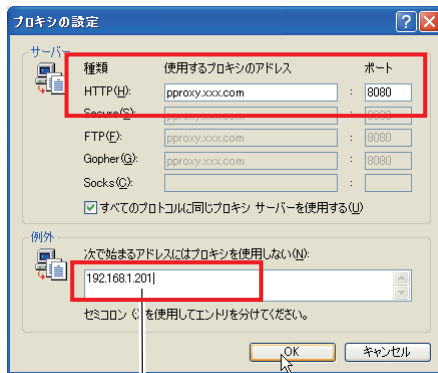 プロキシの設定
サーバー
種類 使用するプロキシのアドレス ポート
HTTP(H): pproxy.xxx.com : 8080
Secure(S): pproxy.xxx.com : 8080
FTP(F): pproxy.xxx.com : 8080
Gopher(G): pproxy.xxx.com : 8080
Socks(C): :
すべてのプロトコルに同じプロキシ サーバーを使用する(U)
例外
次で始まるアドレスにはプロキシを使用しない(N):
192.168.1.201
セミコロン (;) を使用してエントリを分けてください。
OK キャンセル